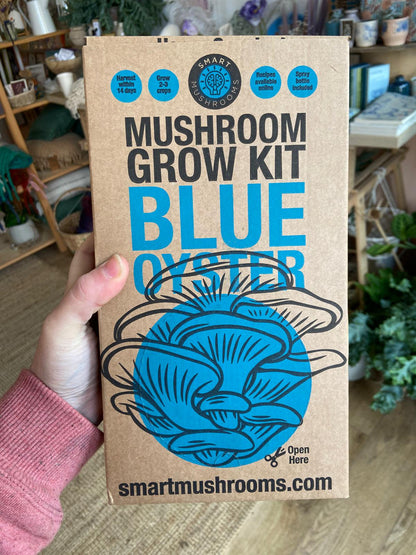 SMART
MUSHROOMS
Harvest
within
14 days
Grow
2-3
crops
Recipes
available
online
Spray
bottle
included
MUSHROOM
GROW KIT
BLUE
OYSTER
Open
Here
smartmushrooms.com